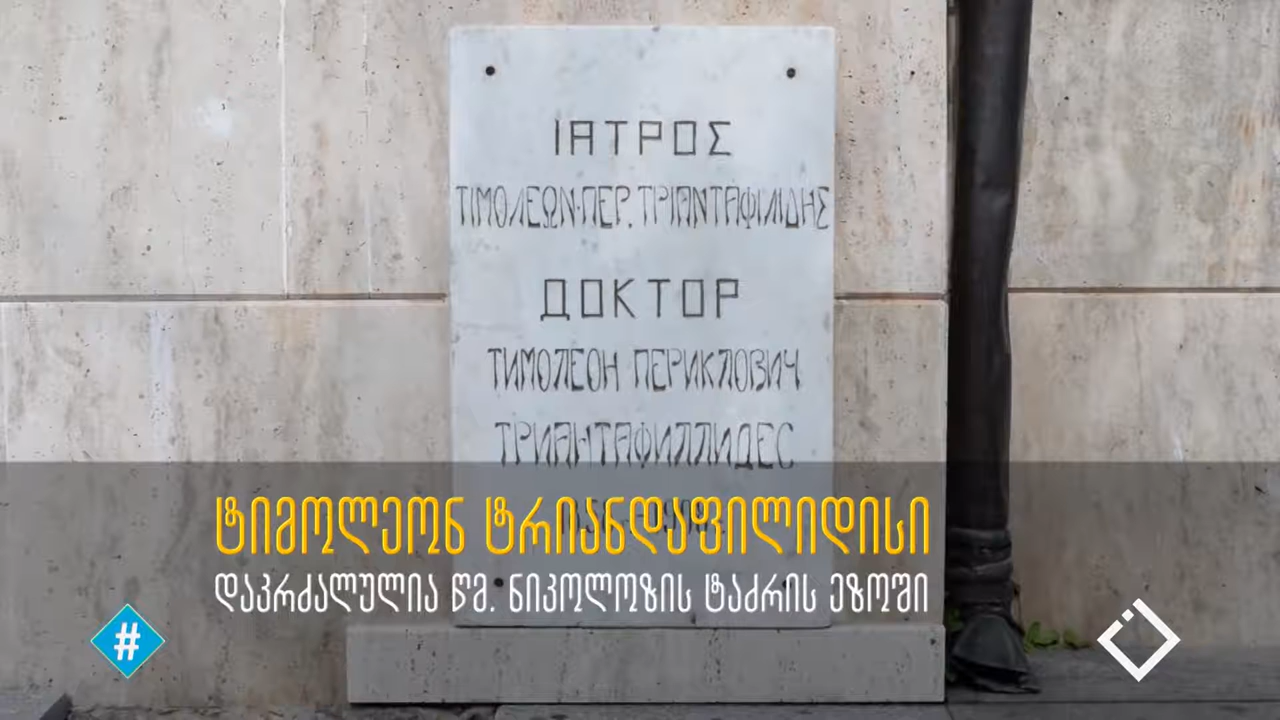 ΙΑΤΡΟΣ
ΤΙΜΟΛΕΩΝ·ΠΕΡ. ΤΡΙΑΝΤΑΦΙΛΙΔΗΣ
ДОКТОР
ТИМОЛЕОН ПЕРИКЛОВИЧ
ТРИАНТАФИЛЛИДЕС
ტიმოლეონ ტრიანდაფილიდისი
დაკრძალულია წმ. ნიკოლოზის ტაძრის ეზოში
#